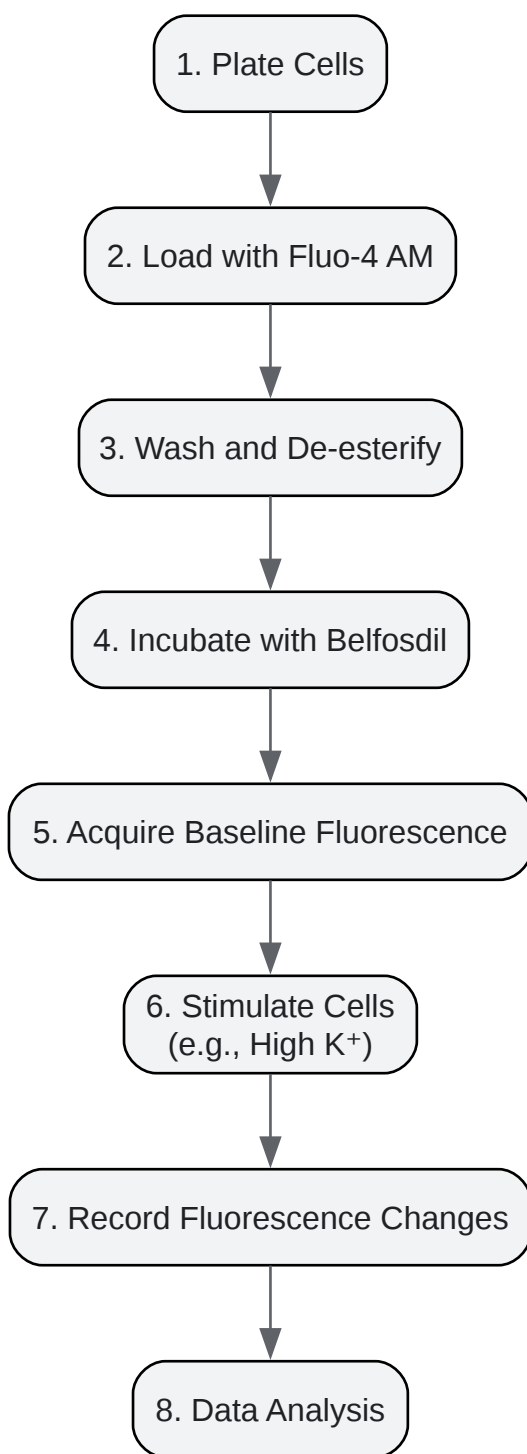 1. Plate Cells
2. Load with Fluo-4 AM
3. Wash and De-esterify
4. Incubate with Belfosdil
5. Acquire Baseline Fluorescence
6. Stimulate Cells
(e.g., High K⁺)
7. Record Fluorescence Changes
8. Data Analysis